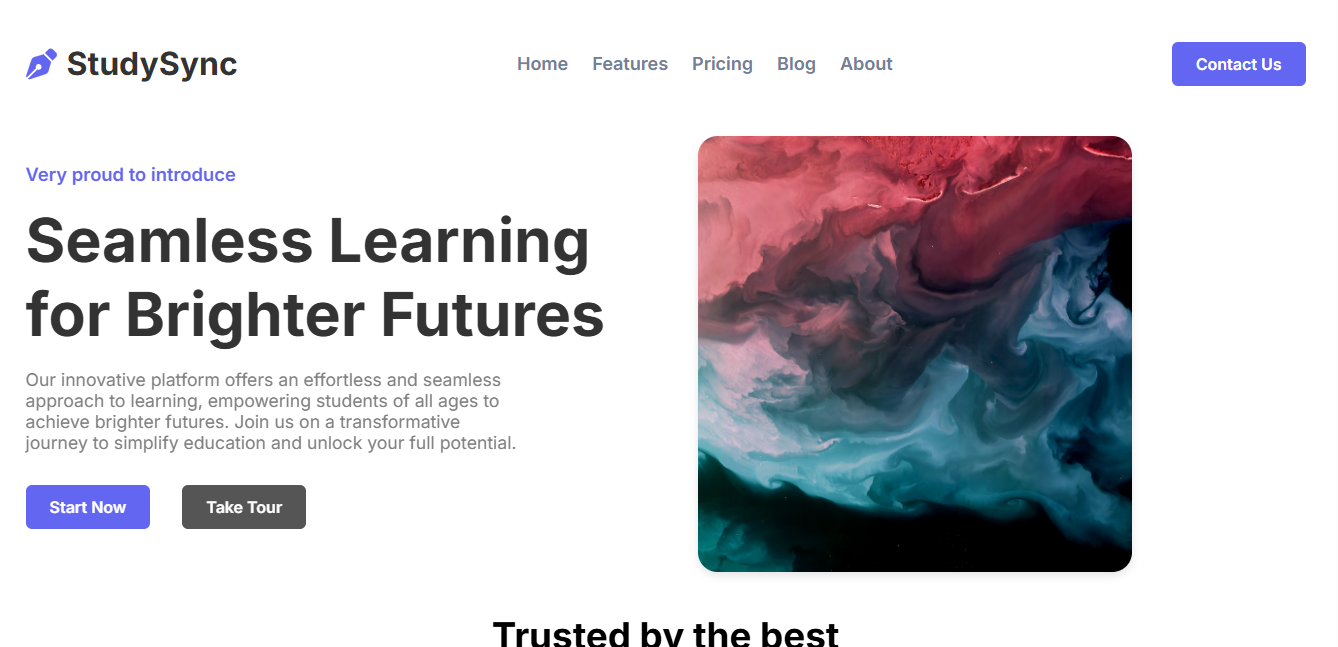 StudySync
Home
Features
Pricing
Blog
About
Contact Us
Very proud to introduce
Seamless Learning
for Brighter Futures
Our innovative platform offers an effortless and seamless
approach to learning, empowering students of all ages to
achieve brighter futures. Join us on a transformative
journey to simplify education and unlock your full potential.
Start Now
Take Tour
Trusted by the best